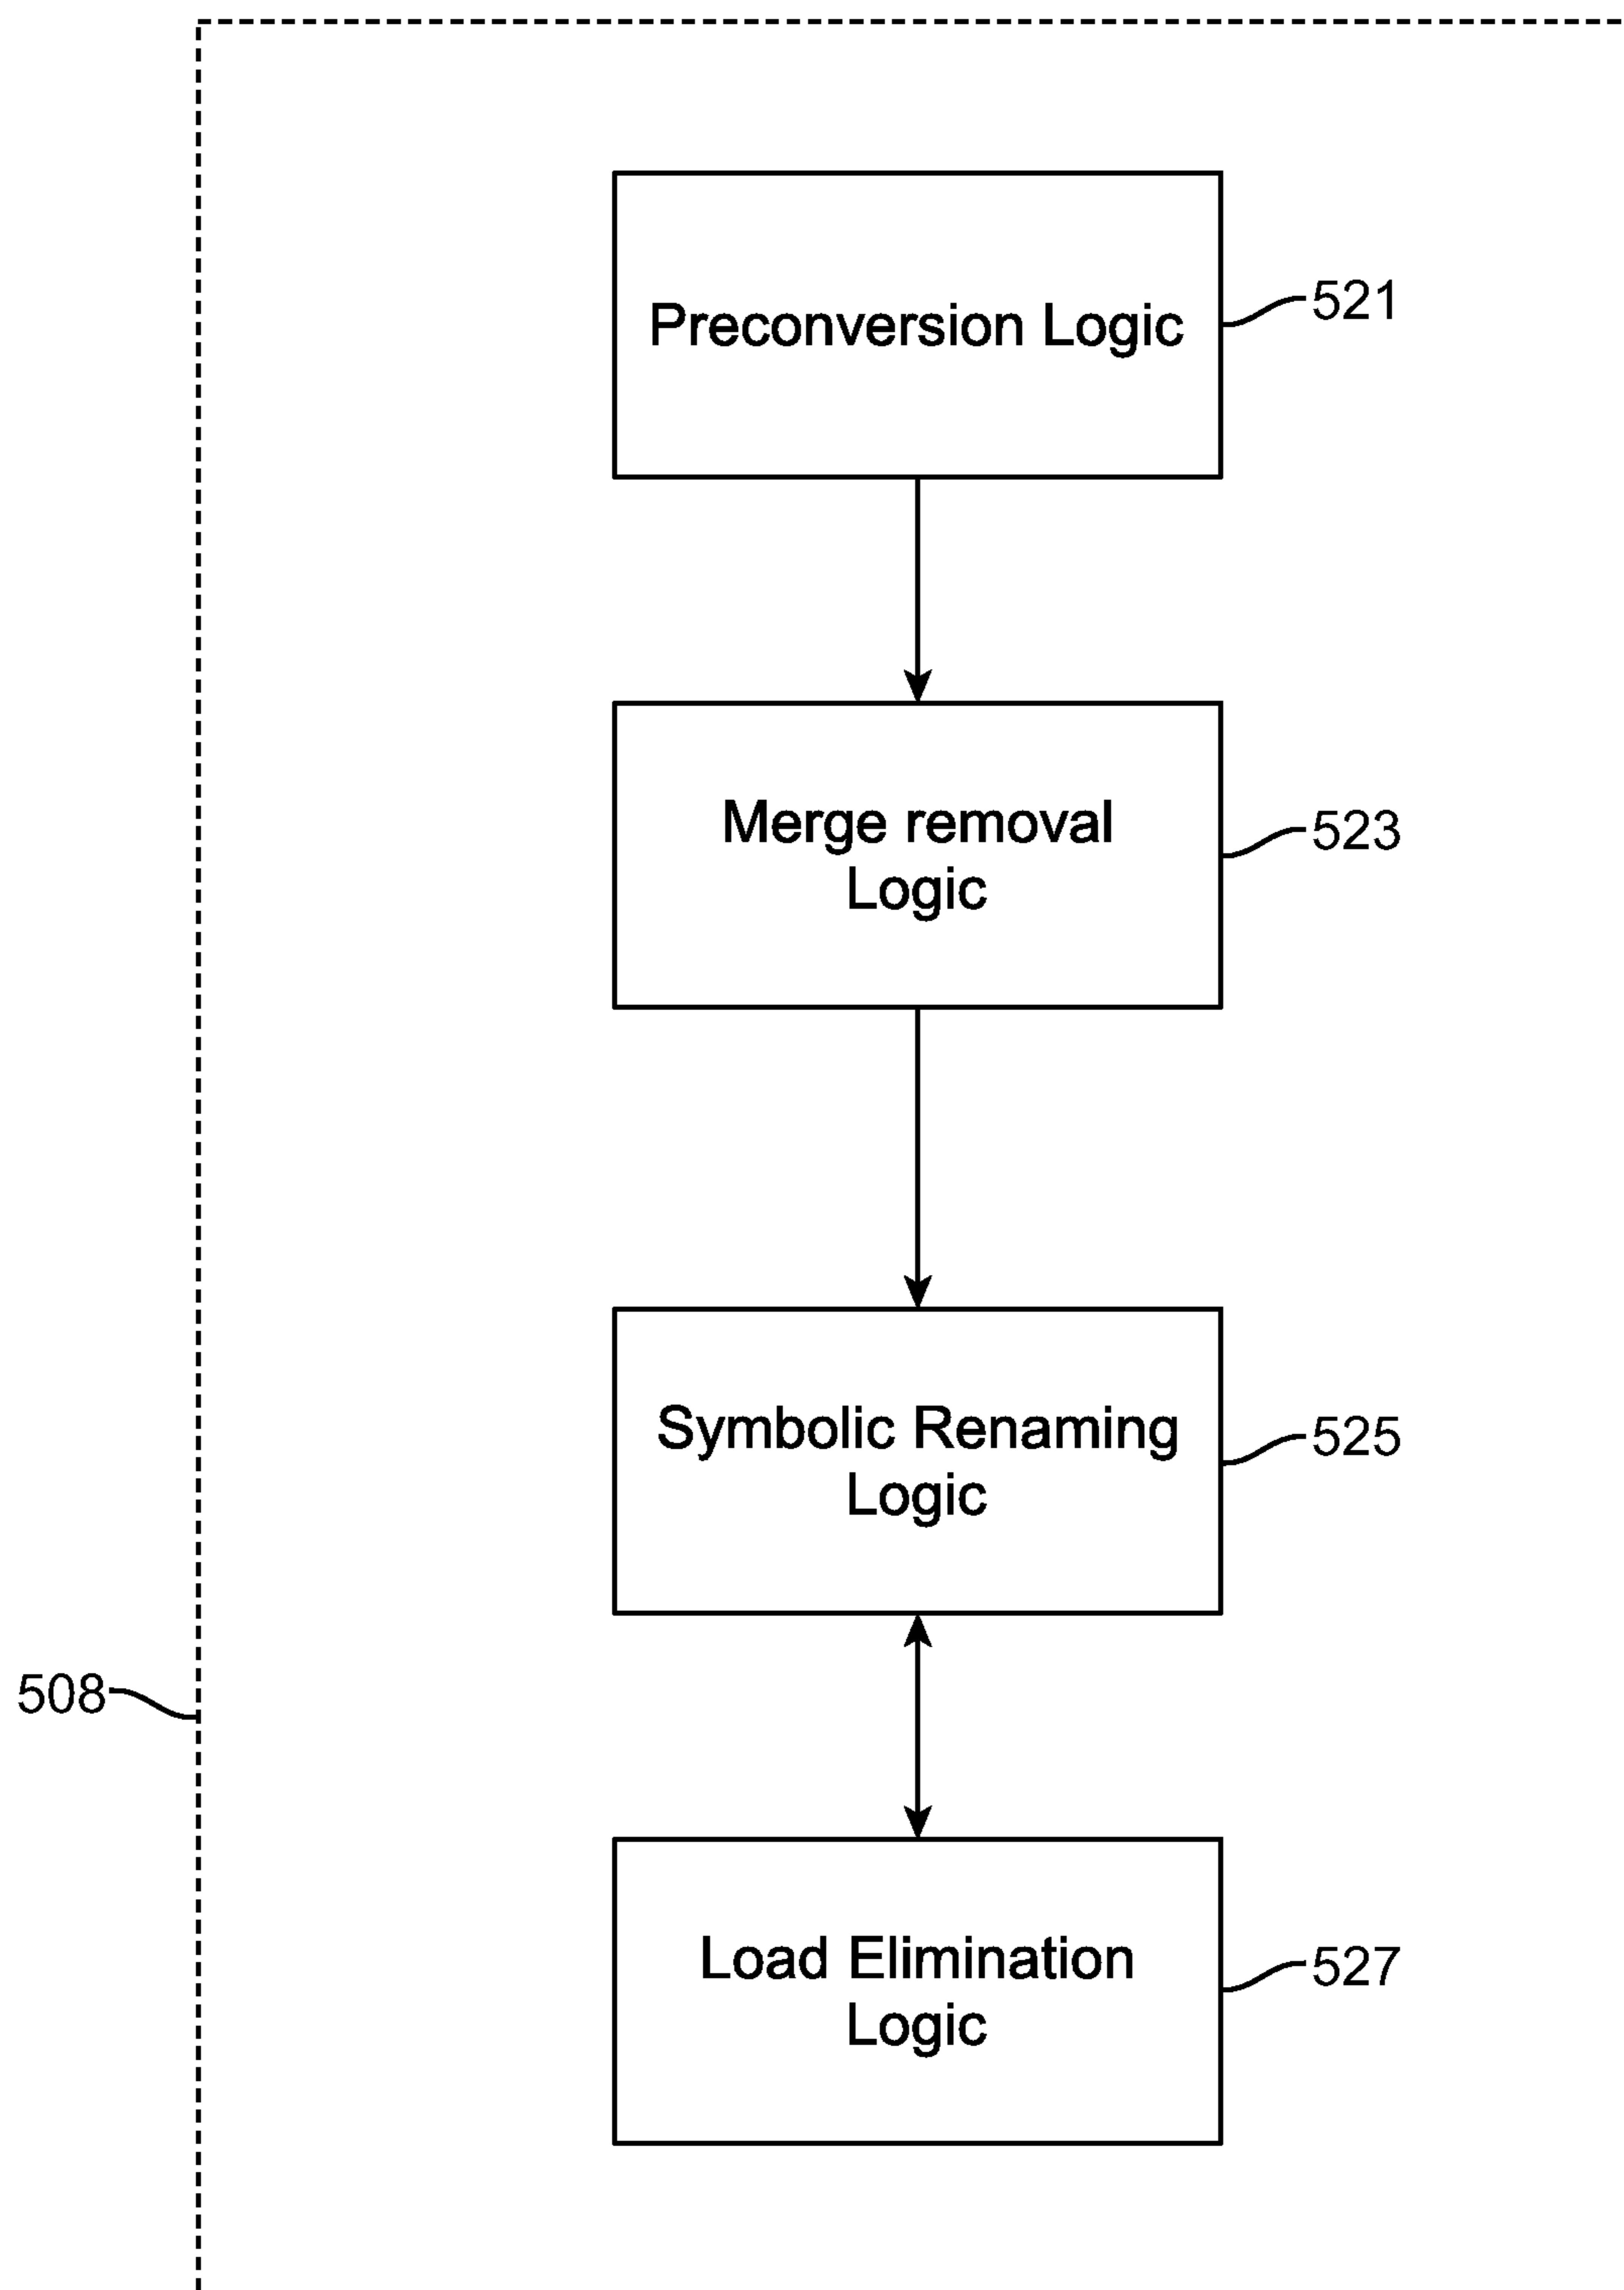 Preconversion Logic
521
Merge removal
Logic
523
Symbolic Renaming
Logic
525
508
Load Elimination
Logic
527